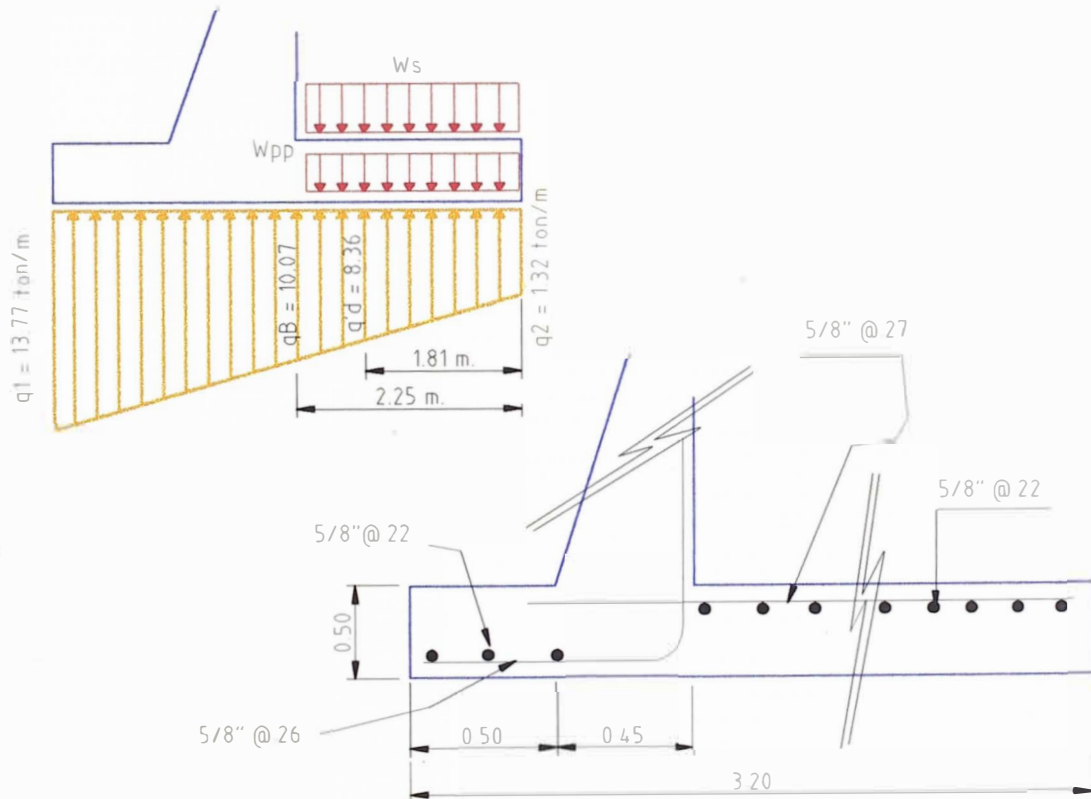 Ws
Wpp
q1 = 13.77 ton/m
qB = 10.07
q'd = 8.36
q2 = 132 ton/m
1.81 m.
2.25 m.
5/8" @ 27
5/8" @ 22
5/8"@ 22
0.50
5/8" @ 26
0 50
0 45
3 20